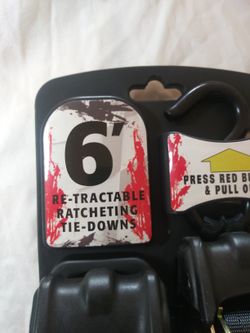 6'
RE-TRACTABLE
RATCHETING
TIE-DOWNS
PRESS RED
& PULL